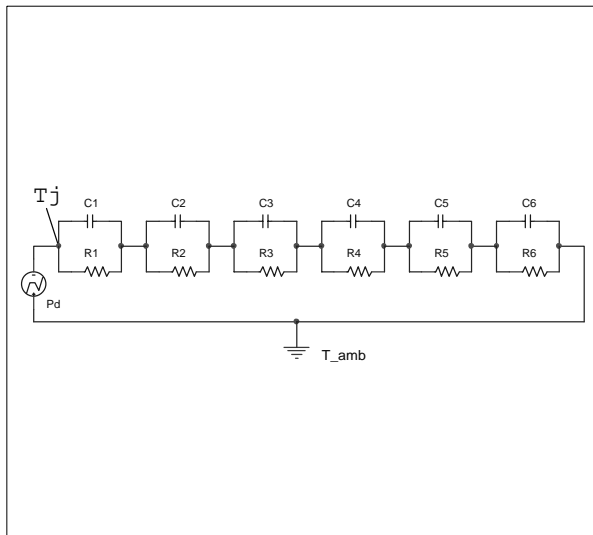 Tj
C1 C2 C3 C4 C5 C6
R1 R2 R3 R4 R5 R6
Pd
T_amb